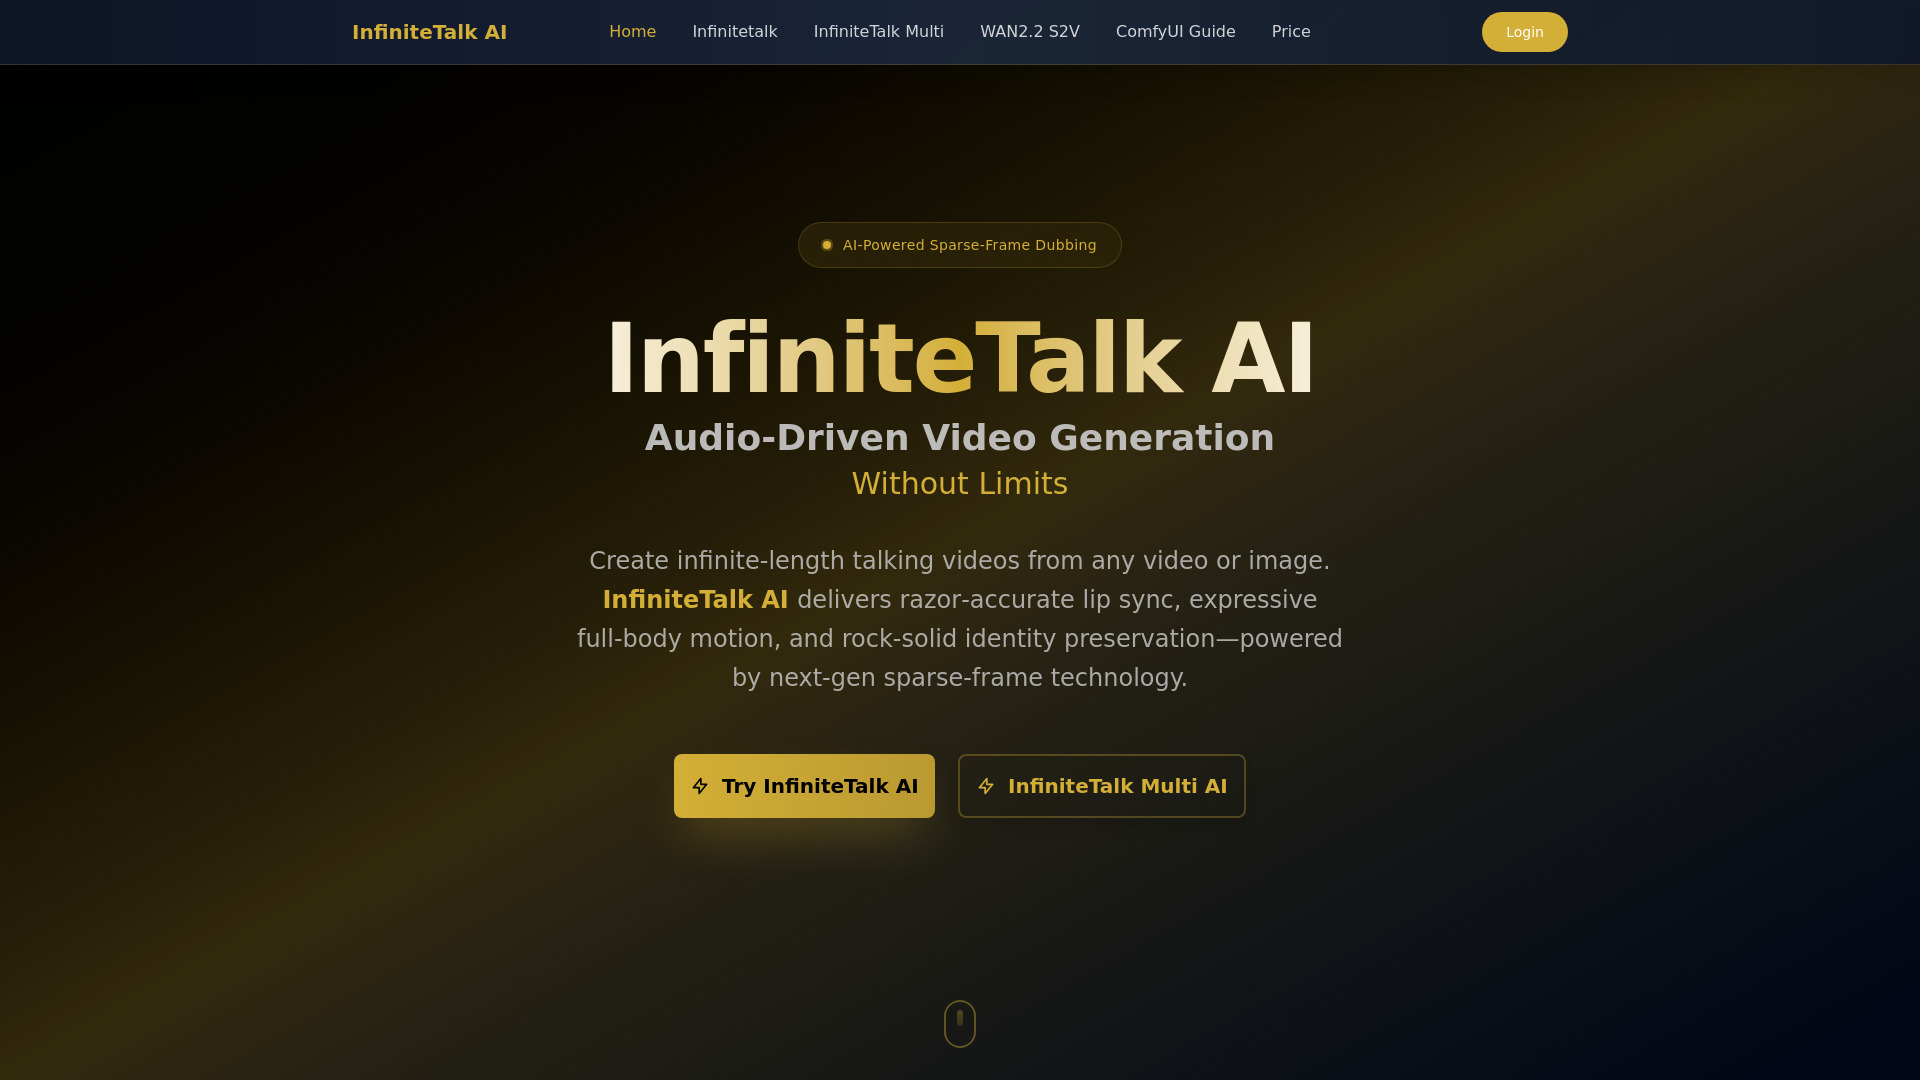 InfiniteTalk AI
Home
Infinitetalk
InfiniteTalk Multi
WAN2.2 S2V
ComfyUI Guide
Price
Login
AI-Powered Sparse-Frame Dubbing
InfiniteTalk AI
Audio-Driven Video Generation
Without Limits
Create infinite-length talking videos from any video or image.
InfiniteTalk AI delivers razor-accurate lip sync, expressive
full-body motion, and rock-solid identity preservation—powered
by next-gen sparse-frame technology.
Try InfiniteTalk AI
InfiniteTalk Multi AI